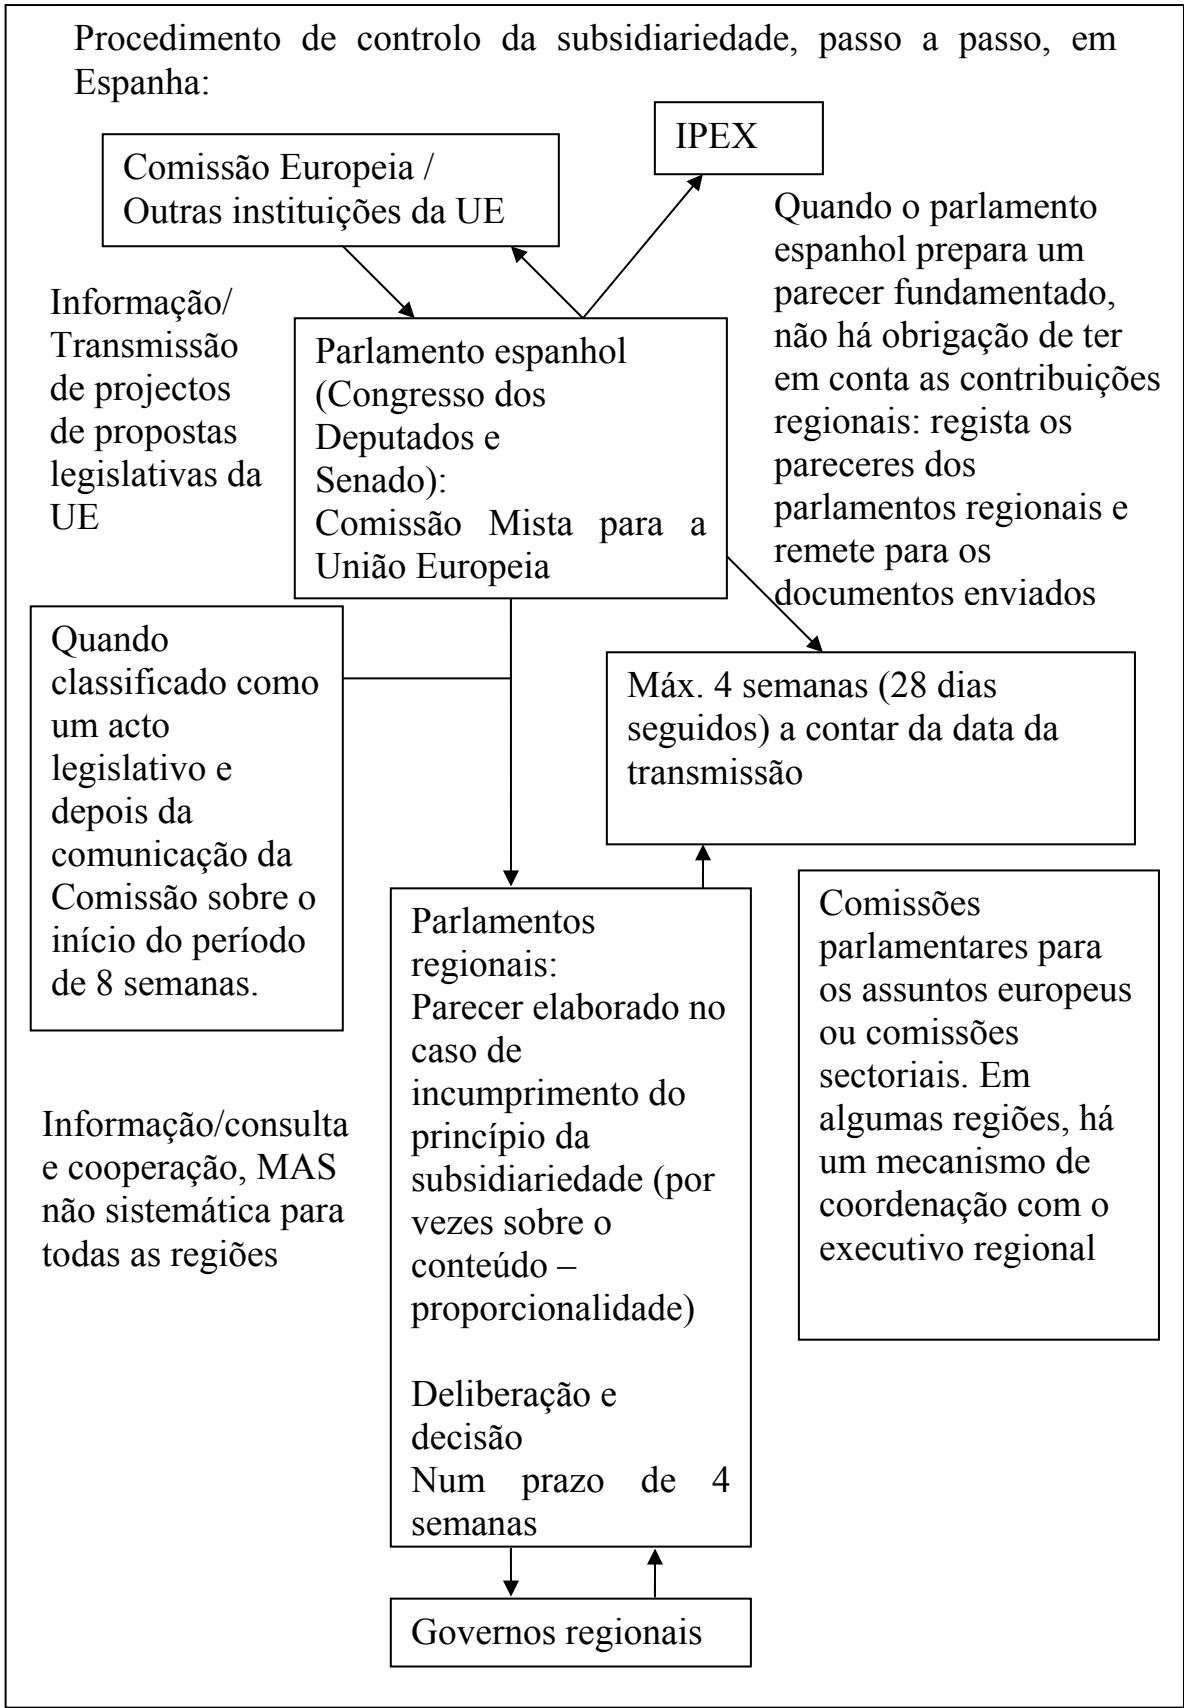 Procedimento de controlo da subsidiariedade, passo a passo, em
Espanha:
IPEX
Comissão Europeia /
Outras instituições da UE
Quando o parlamento
espanhol prepara um
parecer fundamentado,
não há obrigação de ter
em conta as contribuições
regionais: regista os
pareceres dos
parlamentos regionais e
remete para os
documentos enviados
Informação/
Transmissão
de projectos
de propostas
legislativas da
UE
Parlamento espanhol
(Congresso dos
Deputados e
Senado):
Comissão Mista para a
União Europeia
Quando
classificado como
um acto
legislativo e
depois da
comunicação da
Comissão sobre o
início do período
de 8 semanas.
Máx. 4 semanas (28 dias
seguidos) a contar da data da
transmissão
Parlamentos
regionais:
Parecer elaborado no
caso de
incumprimento do
princípio da
subsidiariedade (por
vezes sobre o
conteúdo –
proporcionalidade)
Deliberação e
decisão
Num prazo de 4
semanas
Comissões
parlamentares para
os assuntos europeus
ou comissões
sectoriais. Em
algumas regiões, há
um mecanismo de
coordenação com o
executivo regional
Informação/consulta
e cooperação, MAS
não sistemática para
todas as regiões
Governos regionais